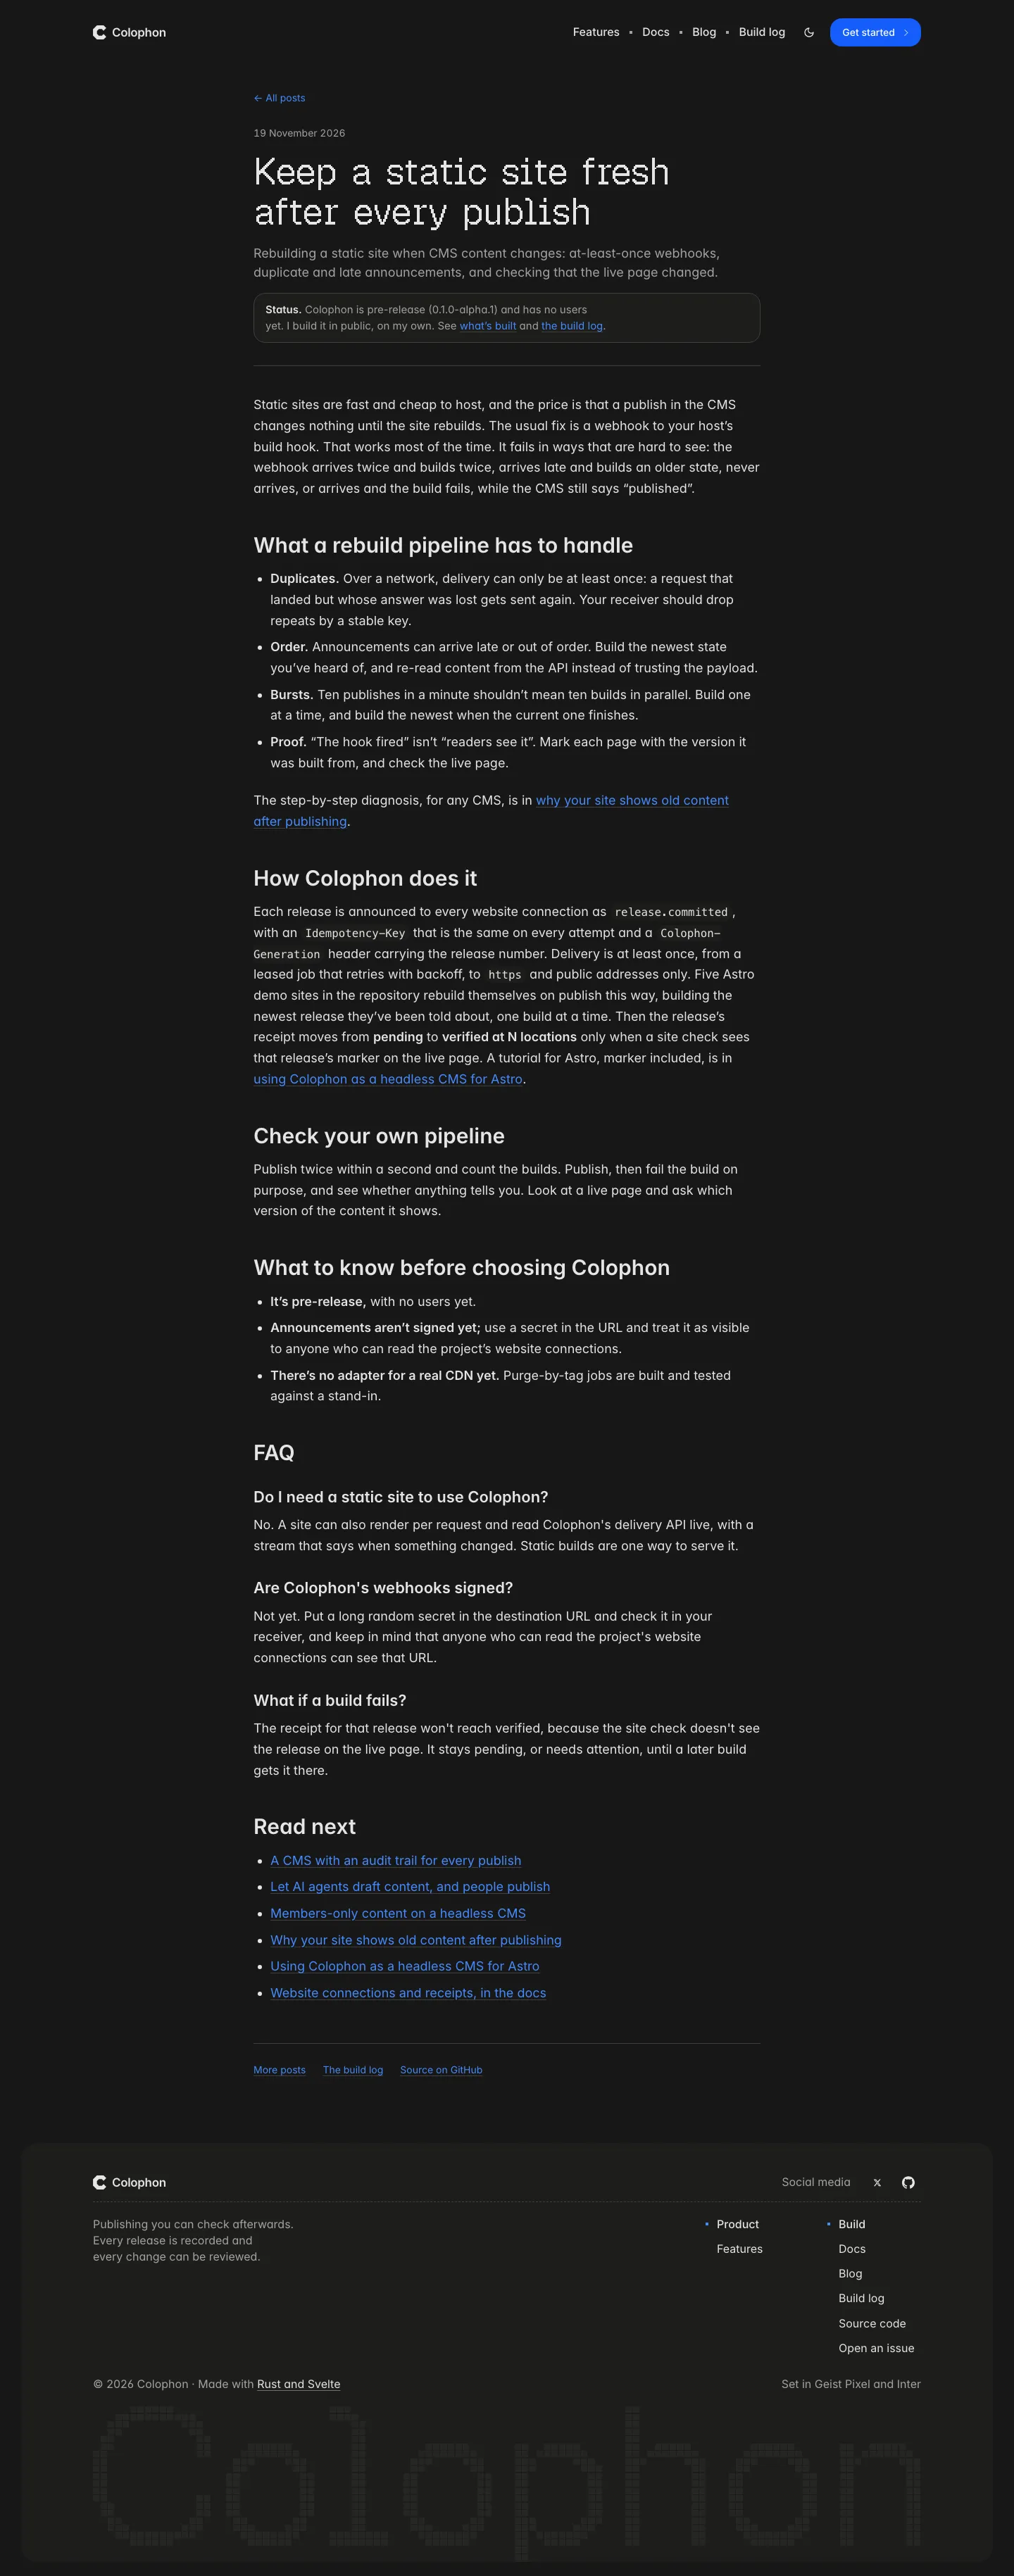 Colophon
Features
Docs
Blog
Build log
Get started
← All posts
19 November 2026
Keep a static site fresh
after every publish
Rebuilding a static site when CMS content changes: at-least-once webhooks,
duplicate and late announcements, and checking that the live page changed.
Status. Colophon is pre-release (0.1.0-alpha.1) and has no users
yet. I build it in public, on my own. See what’s built and the build log.
Static sites are fast and cheap to host, and the price is that a publish in the CMS
changes nothing until the site rebuilds. The usual fix is a webhook to your host’s
build hook. That works most of the time. It fails in ways that are hard to see: the
webhook arrives twice and builds twice, arrives late and builds an older state, never
arrives, or arrives and the build fails, while the CMS still says “published”.
What a rebuild pipeline has to handle
• Duplicates. Over a network, delivery can only be at least once: a request that
landed but whose answer was lost gets sent again. Your receiver should drop
repeats by a stable key.
• Order. Announcements can arrive late or out of order. Build the newest state
you’ve heard of, and re-read content from the API instead of trusting the payload.
• Bursts. Ten publishes in a minute shouldn’t mean ten builds in parallel. Build one
at a time, and build the newest when the current one finishes.
• Proof. “The hook fired” isn’t “readers see it”. Mark each page with the version it
was built from, and check the live page.
The step-by-step diagnosis, for any CMS, is in why your site shows old content
after publishing.
How Colophon does it
Each release is announced to every website connection as release.committed,
with an Idempotency-Key that is the same on every attempt and a Colophon-
Generation header carrying the release number. Delivery is at least once, from a
leased job that retries with backoff, to https and public addresses only. Five Astro
demo sites in the repository rebuild themselves on publish this way, building the
newest release they’ve been told about, one build at a time. Then the release’s
receipt moves from pending to verified at N locations only when a site check sees
that release’s marker on the live page. A tutorial for Astro, marker included, is in
using Colophon as a headless CMS for Astro.
Check your own pipeline
Publish twice within a second and count the builds. Publish, then fail the build on
purpose, and see whether anything tells you. Look at a live page and ask which
version of the content it shows.
What to know before choosing Colophon
• It’s pre-release, with no users yet.
• Announcements aren’t signed yet; use a secret in the URL and treat it as visible
to anyone who can read the project’s website connections.
• There’s no adapter for a real CDN yet. Purge-by-tag jobs are built and tested
against a stand-in.
FAQ
Do I need a static site to use Colophon?
No. A site can also render per request and read Colophon's delivery API live, with a
stream that says when something changed. Static builds are one way to serve it.
Are Colophon's webhooks signed?
Not yet. Put a long random secret in the destination URL and check it in your
receiver, and keep in mind that anyone who can read the project's website
connections can see that URL.
What if a build fails?
The receipt for that release won't reach verified, because the site check doesn't see
the release on the live page. It stays pending, or needs attention, until a later build
gets it there.
Read next
• A CMS with an audit trail for every publish
• Let AI agents draft content, and people publish
• Members-only content on a headless CMS
• Why your site shows old content after publishing
• Using Colophon as a headless CMS for Astro
• Website connections and receipts, in the docs
More posts
The build log
Source on GitHub
Colophon
Social media
Publishing you can check afterwards.
Every release is recorded and
every change can be reviewed.
Product
Features
Build
Docs
Blog
Build log
Source code
Open an issue
© 2026 Colophon · Made with Rust and Svelte
Set in Geist Pixel and Inter
Colophon